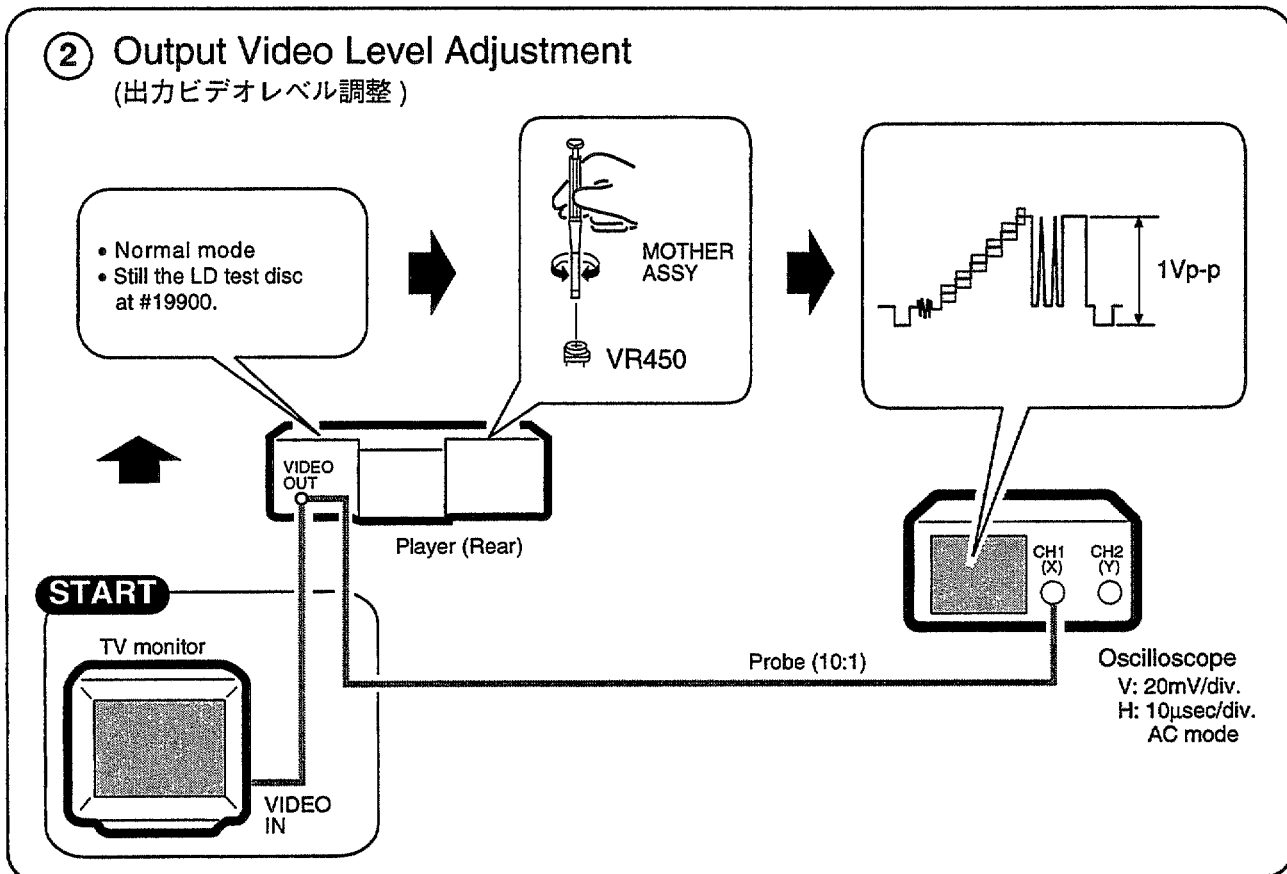 ② Output Video Level Adjustment
(出力ビデオレベル調整)
• Normal mode
• Still the LD test disc
at #19900.
MOTHER
ASSY
VR450
1Vp-p
VIDEO
OUT
Player (Rear)
START
TV monitor
VIDEO
IN
Probe (10:1)
CH1
(X)
CH2
(Y)
Oscilloscope
V: 20mV/div.
H: 10μsec/div.
AC mode